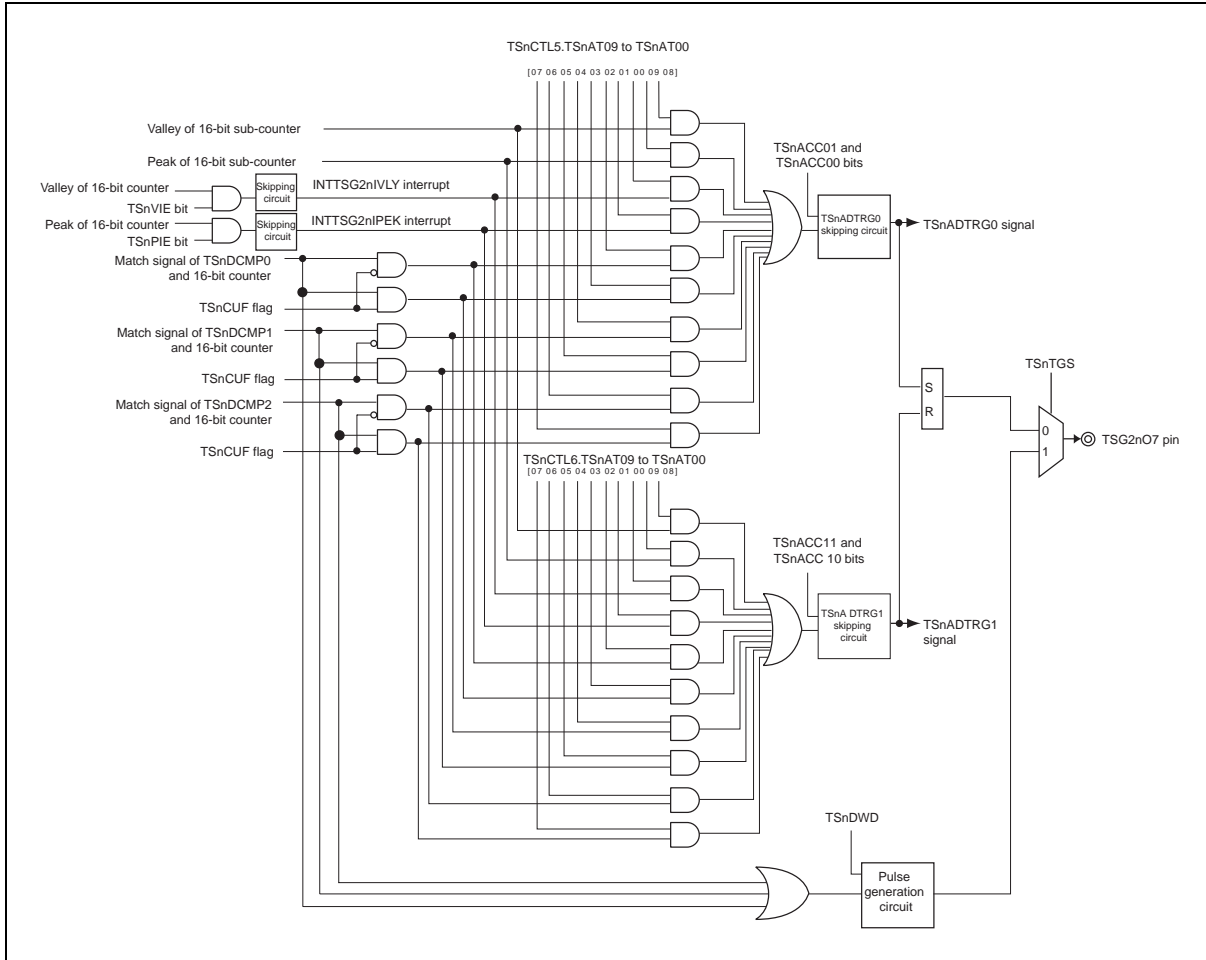 TSnCTL5.TSnAT09 to TSnAT00
[07 06 05 04 03 02 01 00 09 08]
Valley of 16-bit sub-counter
Peak of 16-bit sub-counter
Valley of 16-bit counter
TSnVIE bit
Skipping
circuit
INTTSG2nIVLY interrupt
Peak of 16-bit counter
TSnPIE bit
Skipping
circuit
INTTSG2nIPEK interrupt
Match signal of TSnDCMP0
and 16-bit counter
TSnCUF flag
Match signal of TSnDCMP1
and 16-bit counter
TSnCUF flag
Match signal of TSnDCMP2
and 16-bit counter
TSnCUF flag
TSnACC01 and
TSnACC00 bits
TSnADTRG0
skipping circuit
TSnADTRG0 signal
TSnTGS
S
R
0
1
TSG2nO7 pin
TSnCTL6.TSnAT09 to TSnAT00
[07 06 05 04 03 02 01 00 09 08]
TSnACC11 and
TSnACC 10 bits
TSnA DTRG1
skipping
circuit
TSnADTRG1
signal
TSnDWD
Pulse
generation
circuit